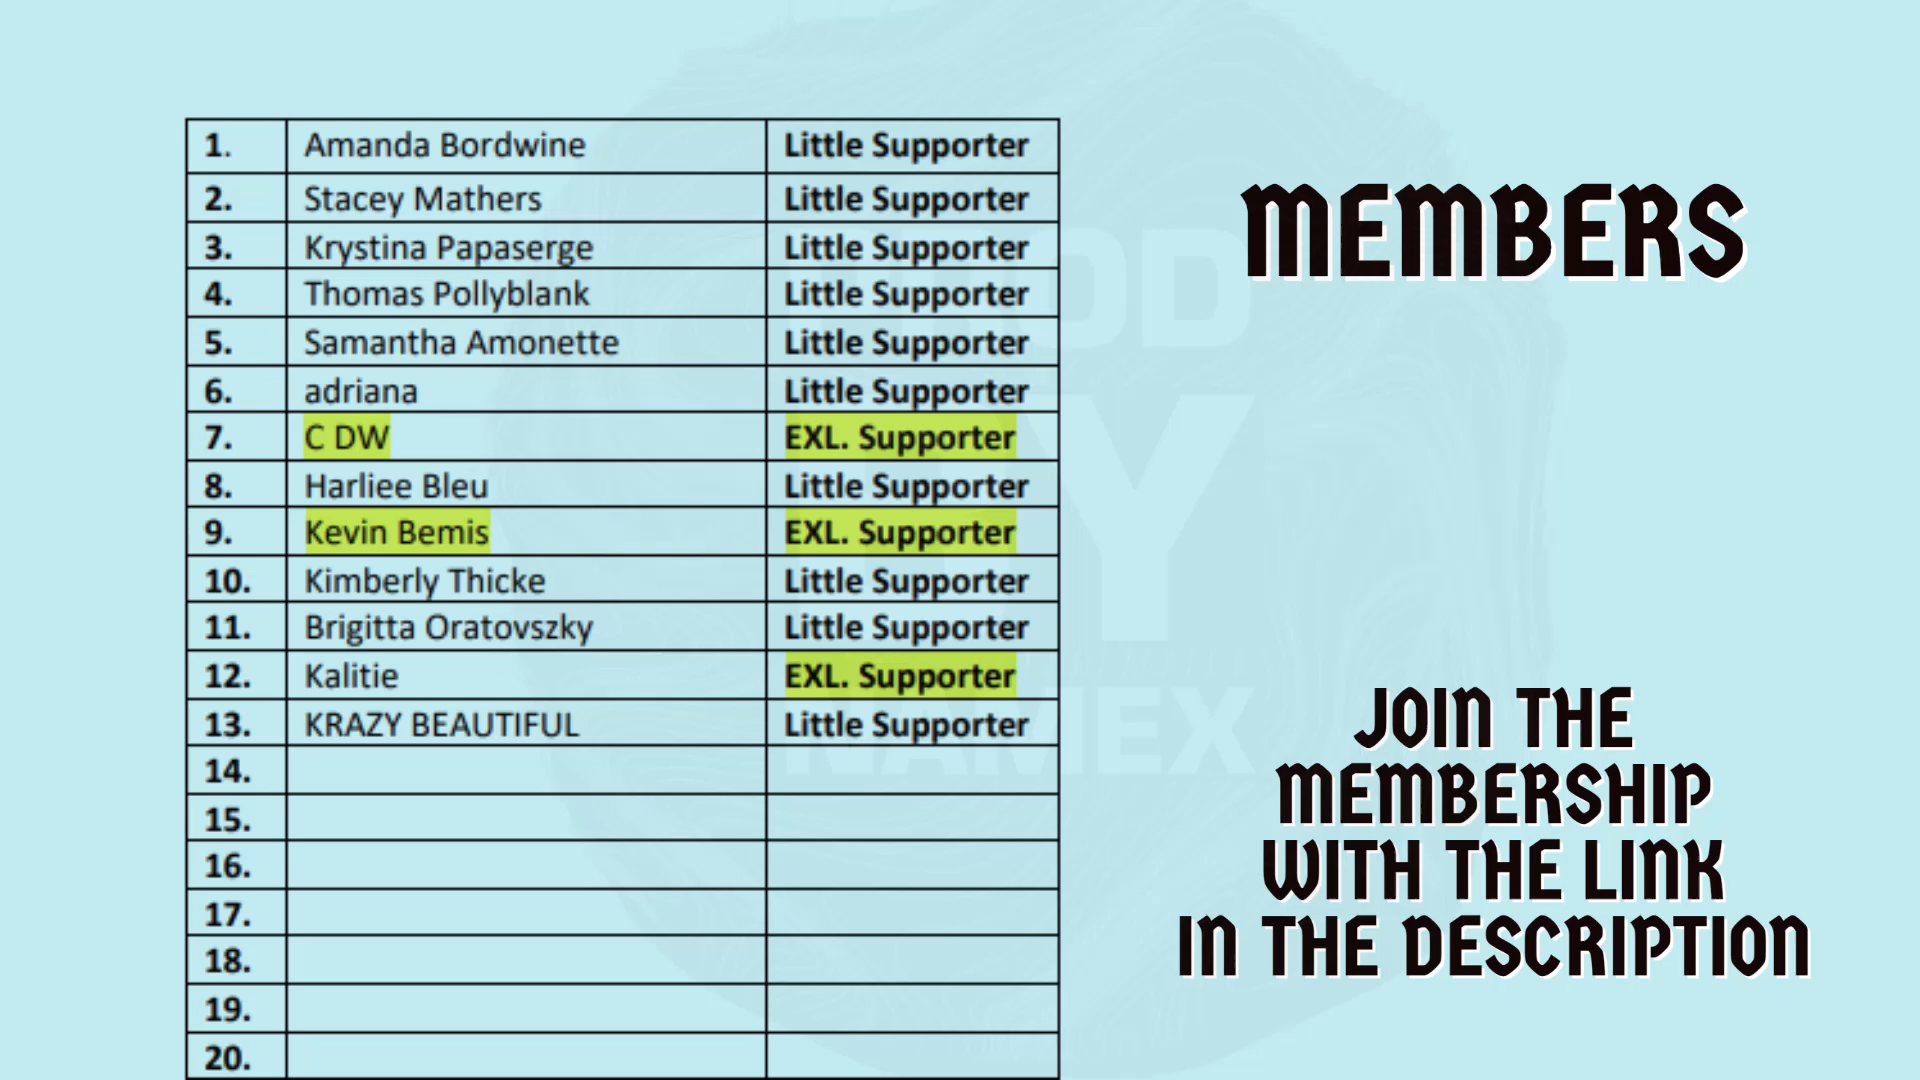 1. Amanda Bordwine Little Supporter
2. Stacey Mathers Little Supporter
3. Krystina Papaserge Little Supporter
4. Thomas Pollyblank Little Supporter
5. Samantha Amonette Little Supporter
6. adriana Little Supporter
7. C DW EXL. Supporter
8. Harliee Bleu Little Supporter
9. Kevin Bemis EXL. Supporter
10. Kimberly Thicke Little Supporter
11. Brigitta Oratovszky Little Supporter
12. Kalitie EXL. Supporter
13. KRAZY BEAUTIFUL Little Supporter
14.
15.
16.
17.
18.
19.
20.
MEMBERS
JOIN THE
MEMBERSHIP
WITH THE LINK
IN THE DESCRIPTION
NAMEX